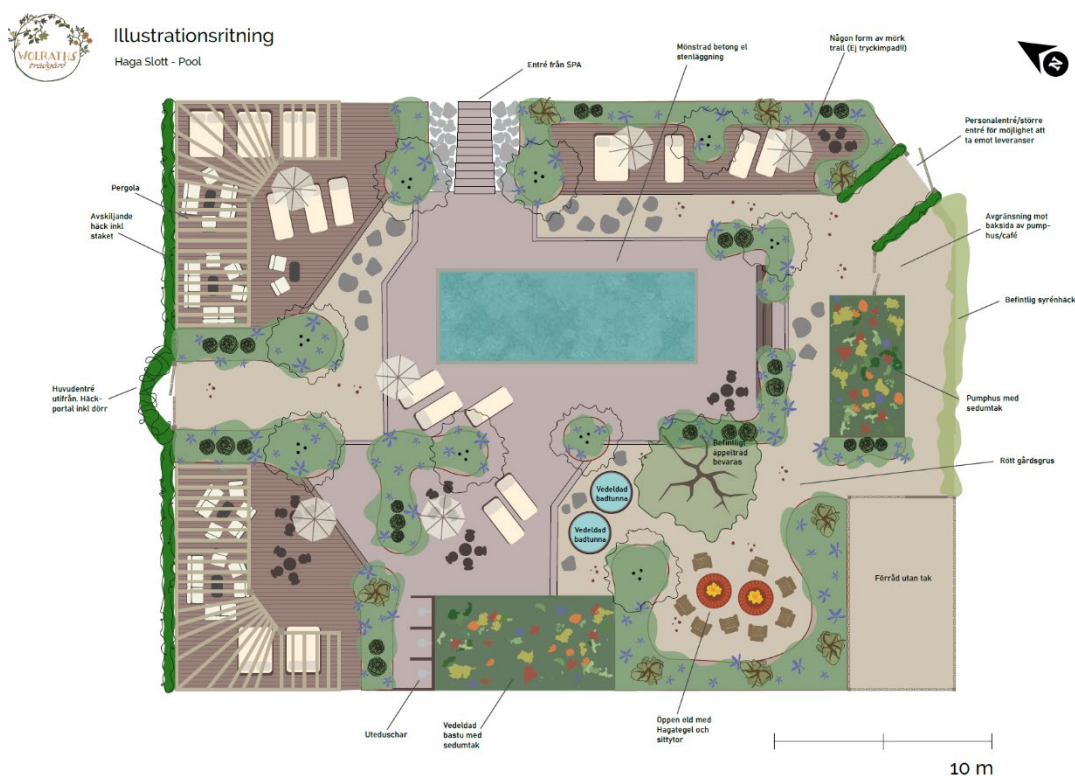 WOLRATHS
trädgård
Illustrationsritning
Haga Slott - Pool
Entré från SPA
Mönstrad betong el
stenläggning
Någon form av mörk
trall (Ej tryckimpad!!)
N
Personalentré/större
entré för möjlighet att
ta emot leveranser
Pergola
Avskiljande
häck inkl
staket
Avgränsning mot
baksida av pump-
hus/café
Befintlig syrénhäck
Huvudentré
utifrån. Häck-
portal inkl dörr
Pumphus med
sedumtak
Befintligt
äppelträd
bevaras
Rött gårdsgrus
Vedeldad
badtunna
Vedeldad
badtunna
Förråd utan tak
Uteduschar
Vedeldad
bastu med
sedumtak
Öppen eld med
Hagategel och
sittytor
10 m